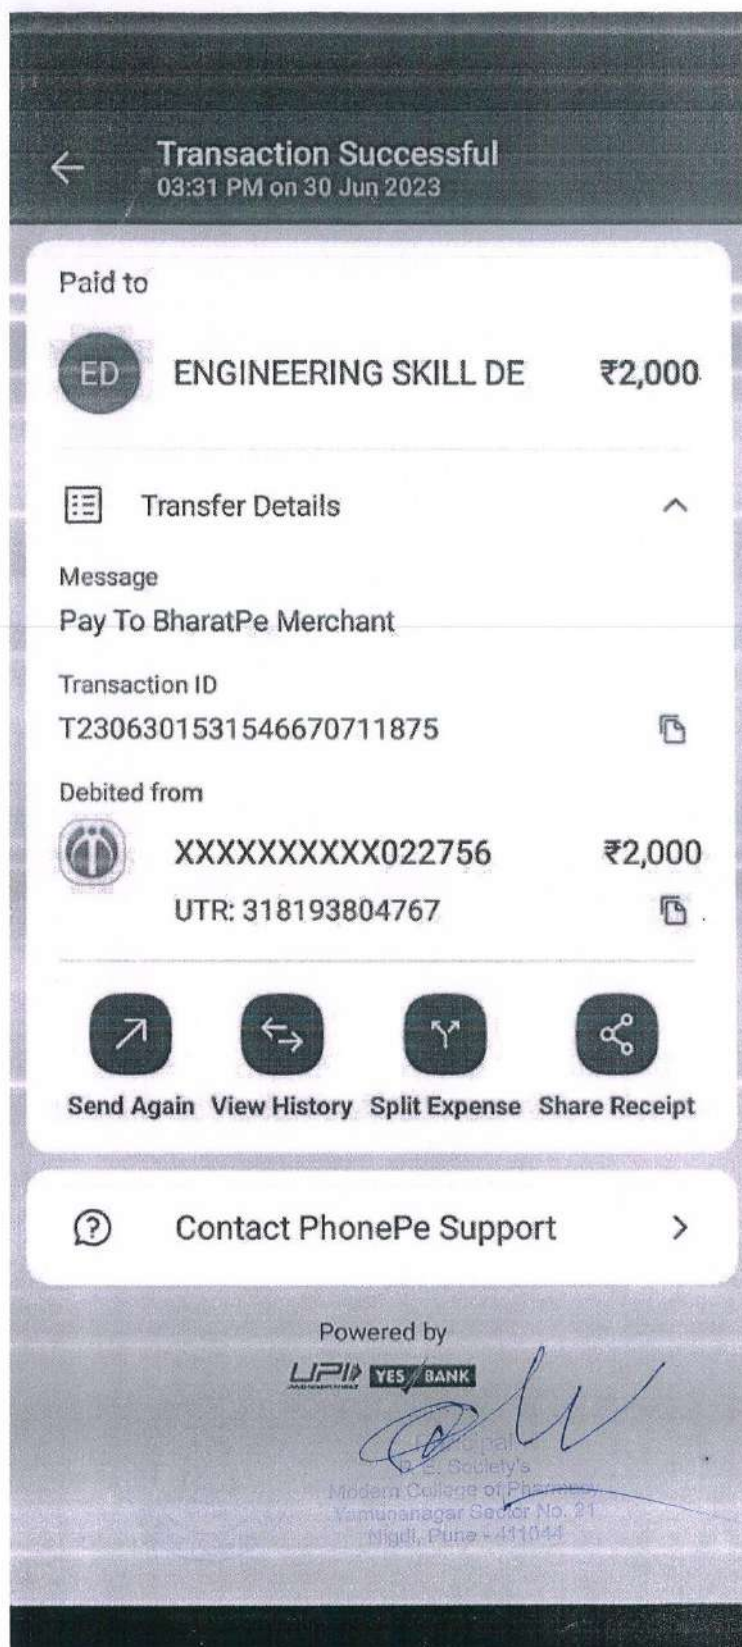 Transaction Successful
03:31 PM on 30 Jun 2023
Paid to
ED ENGINEERING SKILL DE ₹2,000
Transfer Details
Message
Pay To BharatPe Merchant
Transaction ID
T2306301531546670711875
Debited from
XXXXXXXXXX022756 ₹2,000
UTR: 318193804767
Send Again View History Split Expense Share Receipt
Contact PhonePe Support
Powered by
UPI YES BANK
Principal
P. E. Society's
Modern College of Pharmacy
Yamunanagar Sector No. 21
Nigdi, Pune - 411044